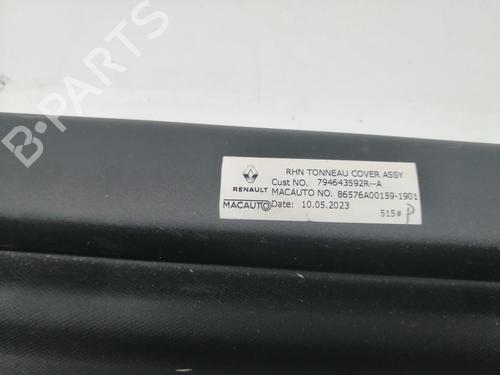 B-PARTS
RHN TONNEAU COVER ASSY
Cust NO. 794643592R--A
RENAULT MACAUTO NO. 86576A00159-1901
MACAUTO Date: 10.05.2023
515# P